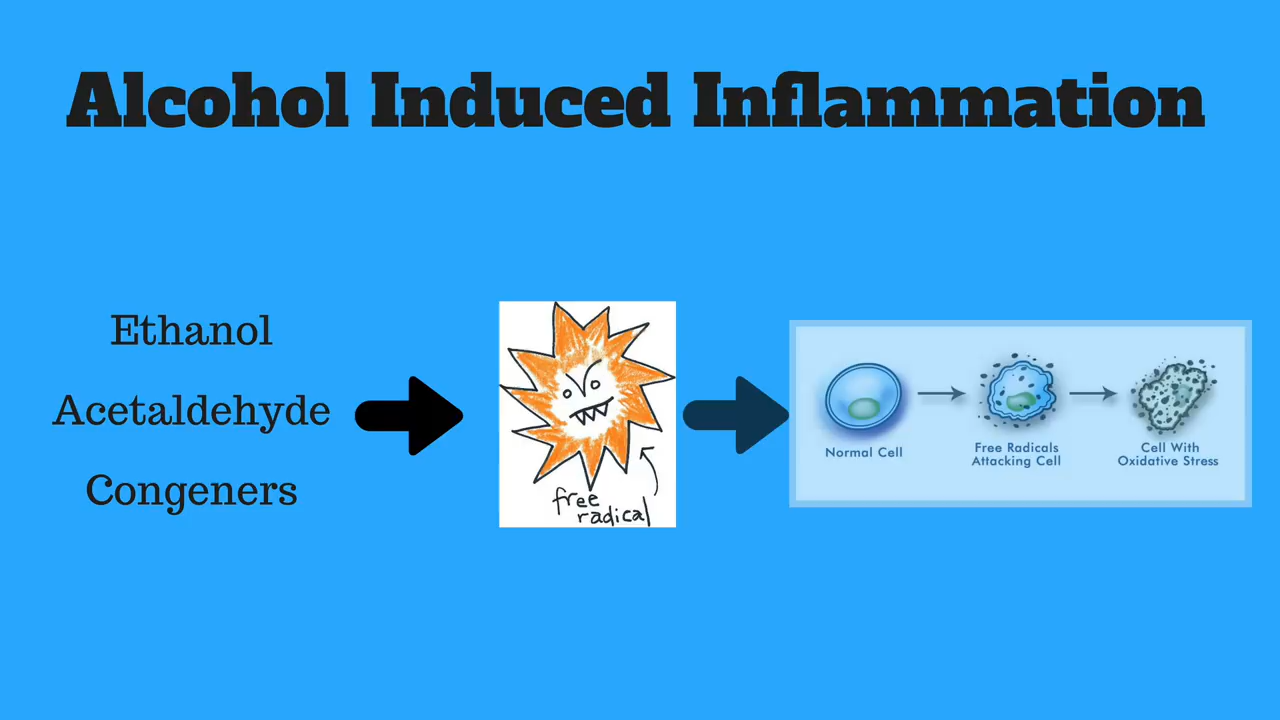 Alcohol Induced Inflammation
Ethanol
Acetaldehyde
Congeners
free
radical
Normal Cell
Free Radicals
Attacking Cell
Cell With
Oxidative Stress